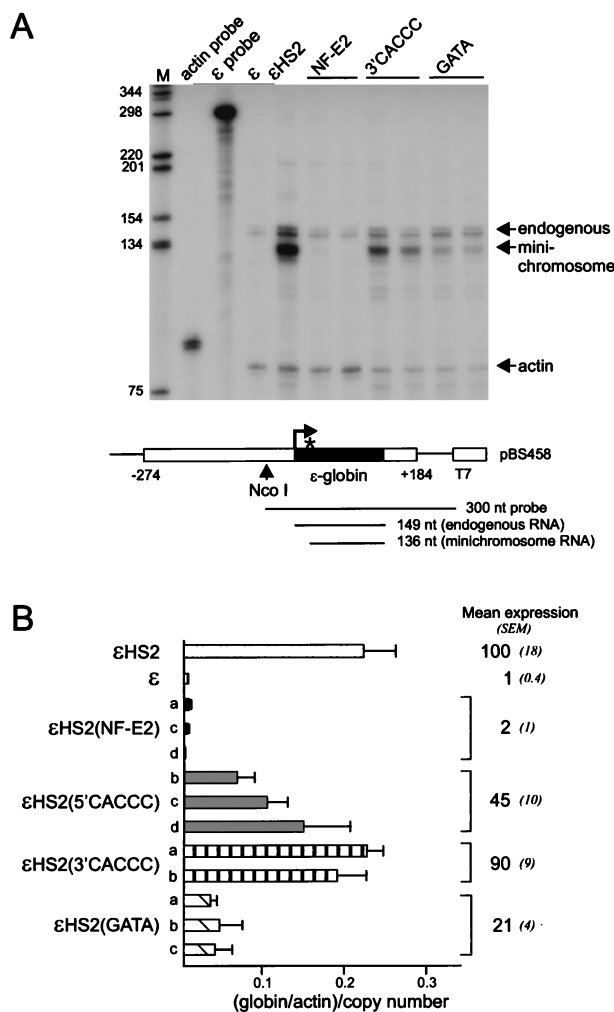 A
M
actin probe
ε probe
ε
εHS2
NF-E2
3'CACCC
GATA
344
298
220
201
154
134
75
endogenous
mini-
chromosome
actin
*
pBS458
-274
ε-globin
+184
T7
Nco I
300 nt probe
149 nt (endogenous RNA)
136 nt (minichromosome RNA)
B
Mean expression
(SEM)
εHS2
100 (18)
ε
1 (0.4)
a
εHS2(NF-E2) c
2 (1)
d
b
εHS2(5'CACCC) c
45 (10)
d
εHS2(3'CACCC) a
90 (9)
b
a
εHS2(GATA) b
21 (4)
c
0.1 0.2 0.3
(globin/actin)/copy number